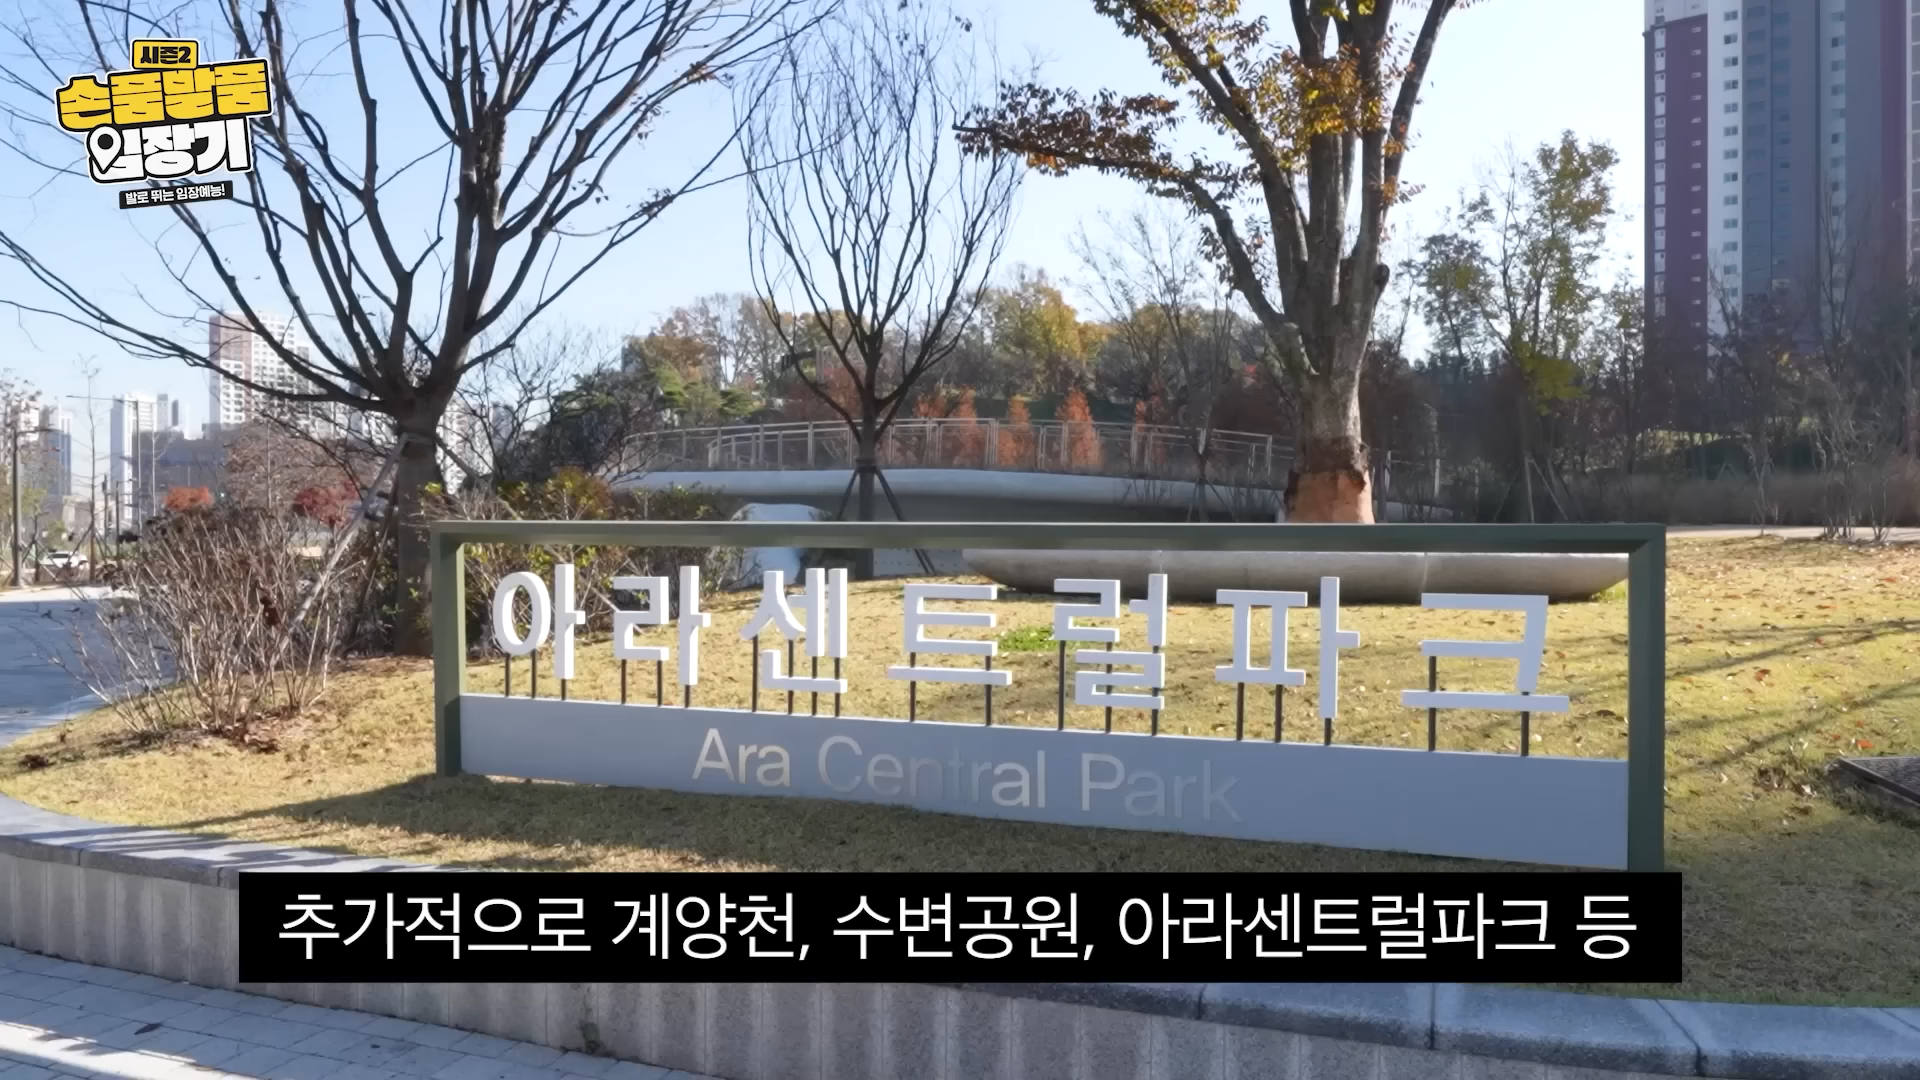 시즌2
손품발품
임장기
발로 뛰는 임장예능!
아라센트럴파크
Ara Central Park
추가적으로 계양천, 수변공원, 아라센트럴파크 등